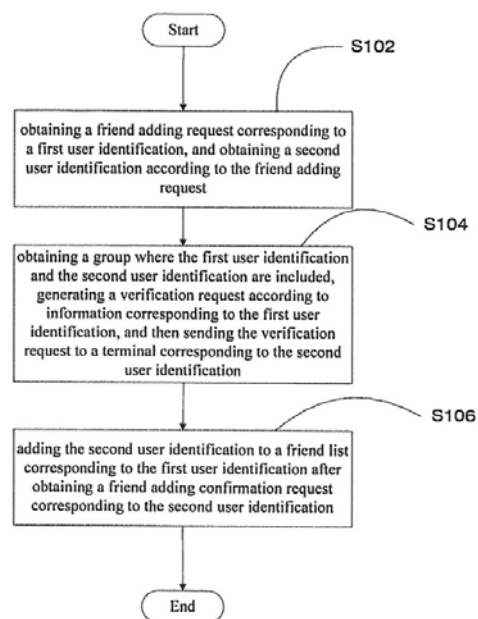 Start
S102
obtaining a friend adding request corresponding to
a first user identification, and obtaining a second
user identification according to the friend adding
request
S104
obtaining a group where the first user identification
and the second user identification are included,
generating a verification request according to
information corresponding to the first user
identification, and then sending the verification
request to a terminal corresponding to the second
user identification
S106
adding the second user identification to a friend list
corresponding to the first user identification after
obtaining a friend adding confirmation request
corresponding to the second user identification
End